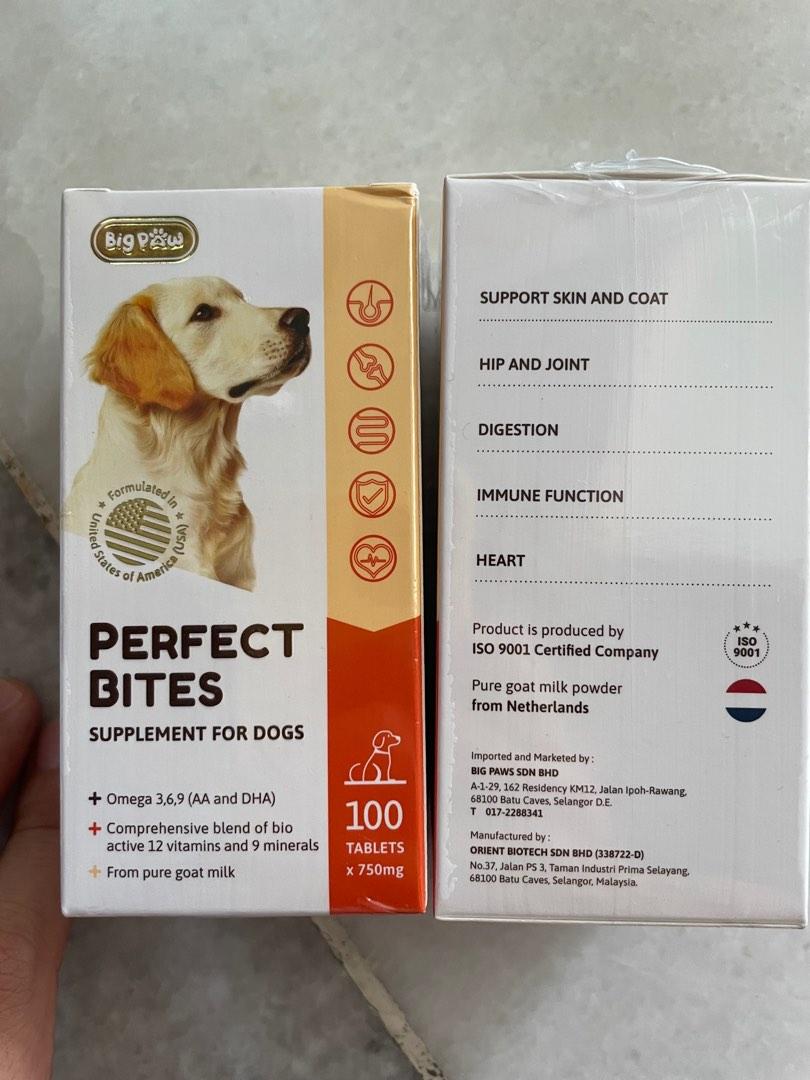 Big Paw
Formulated in
United States of America (USA)
PERFECT
BITES
SUPPLEMENT FOR DOGS
+ Omega 3,6,9 (AA and DHA)
+ Comprehensive blend of bio
active 12 vitamins and 9 minerals
+ From pure goat milk
100
TABLETS
x 750mg
SUPPORT SKIN AND COAT
HIP AND JOINT
DIGESTION
IMMUNE FUNCTION
HEART
Product is produced by
ISO 9001 Certified Company
ISO
9001
Pure goat milk powder
from Netherlands
Imported and Marketed by :
BIG PAWS SDN BHD
A-1-29, 162 Residency KM12, Jalan Ipoh-Rawang,
68100 Batu Caves, Selangor D.E.
T 017-2288341
Manufactured by :
ORIENT BIOTECH SDN BHD (338722-D)
No.37, Jalan PS 3, Taman Industri Prima Selayang,
68100 Batu Caves, Selangor, Malaysia.